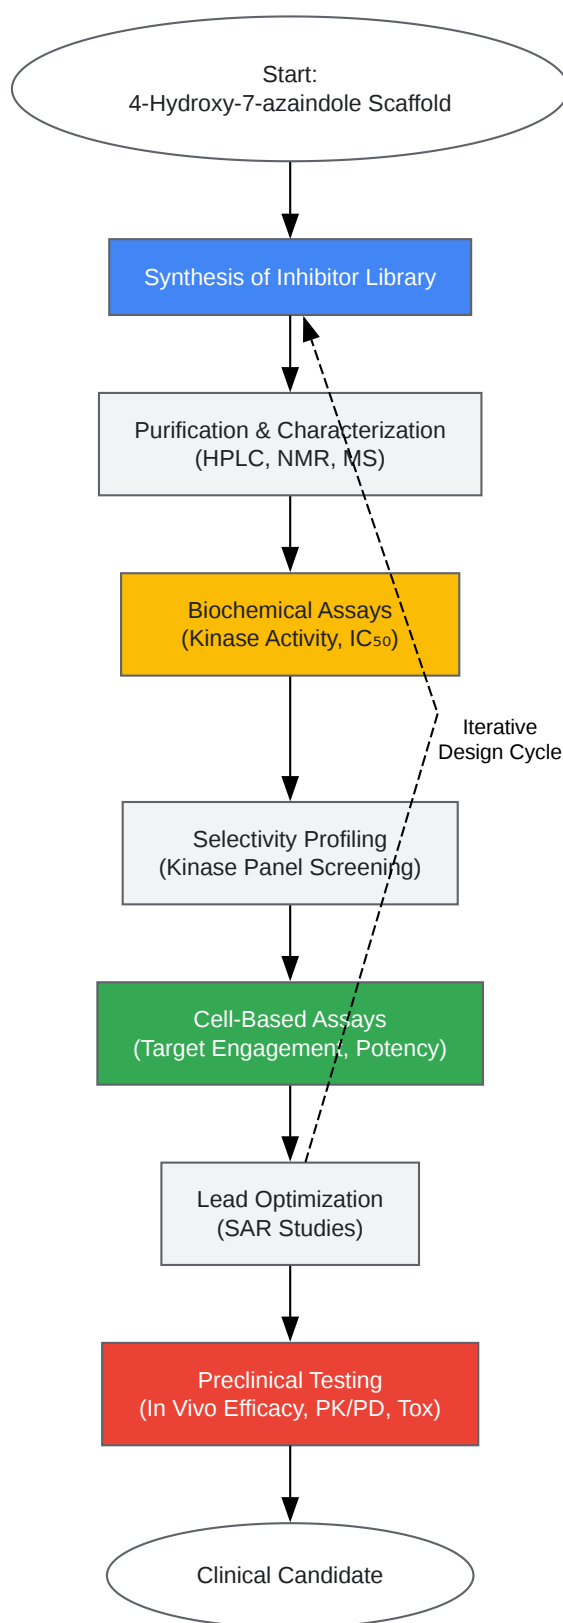 Start:
4-Hydroxy-7-azaindole Scaffold
Synthesis of Inhibitor Library
Purification & Characterization
(HPLC, NMR, MS)
Biochemical Assays
(Kinase Activity, IC₅₀)
Iterative
Design Cycle
Selectivity Profiling
(Kinase Panel Screening)
Cell-Based Assays
(Target Engagement, Potency)
Lead Optimization
(SAR Studies)
Preclinical Testing
(In Vivo Efficacy, PK/PD, Tox)
Clinical Candidate